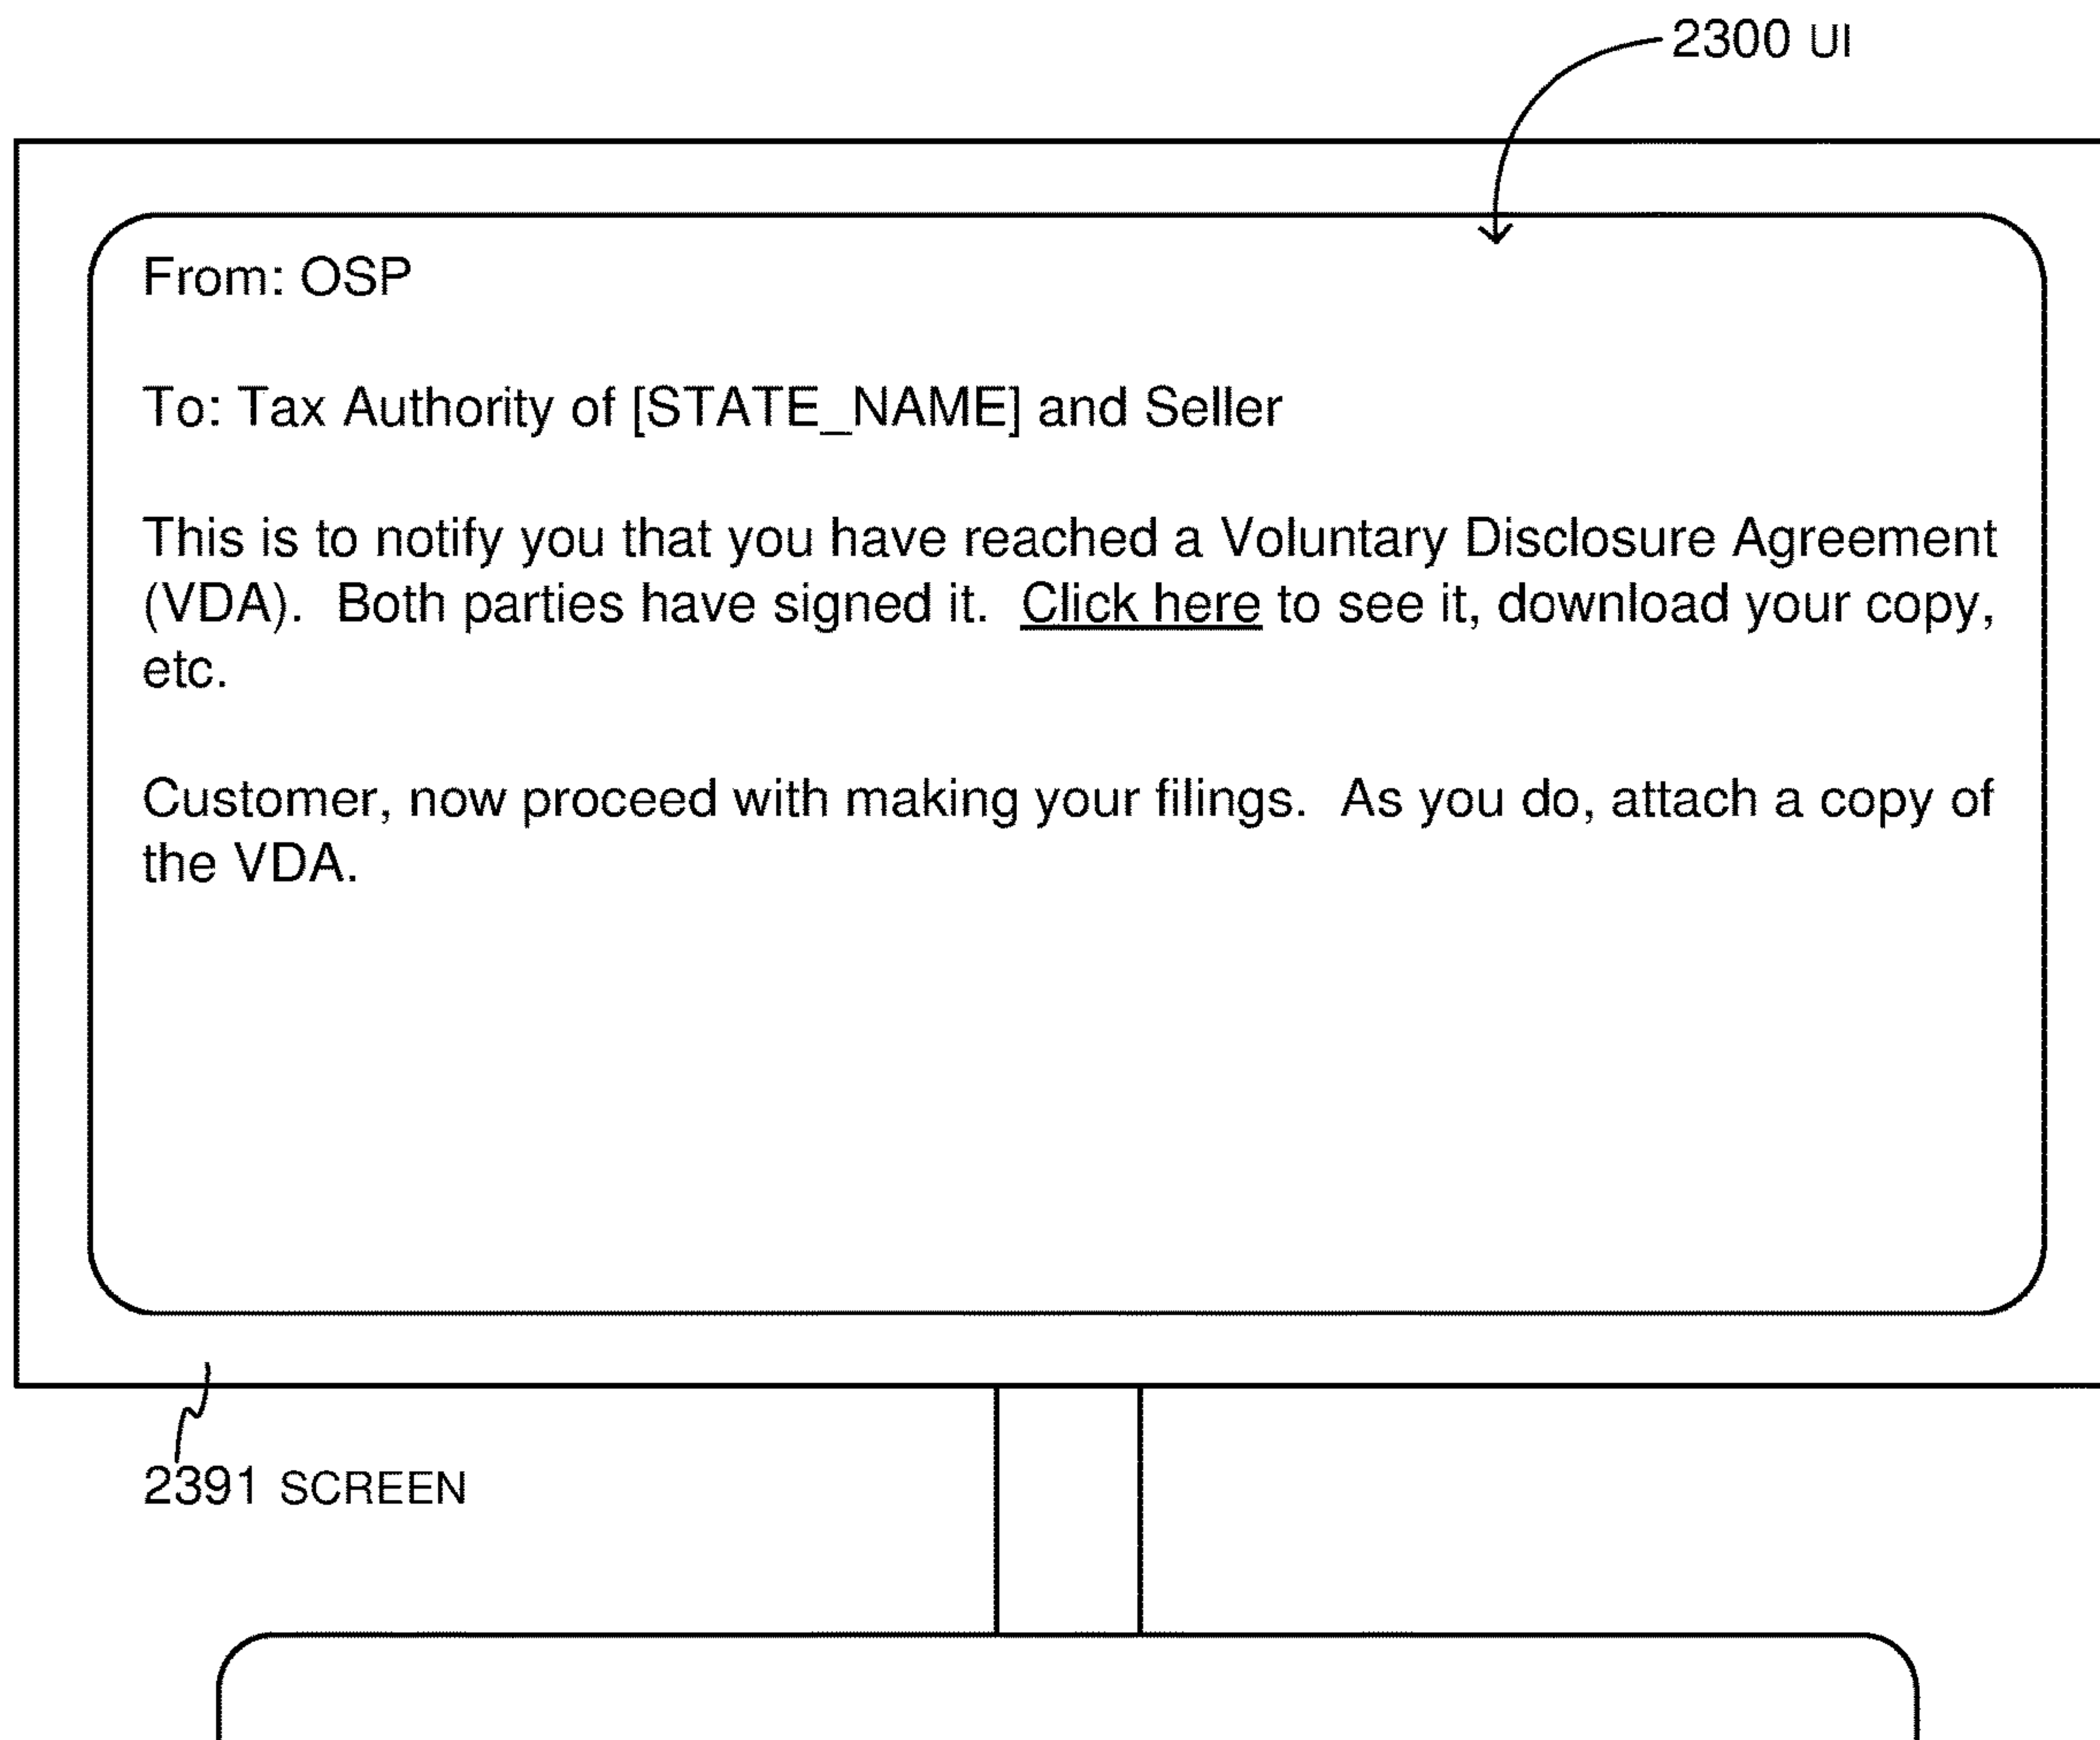 2300 UI
From: OSP
To: Tax Authority of [STATE_NAME] and Seller
This is to notify you that you have reached a Voluntary Disclosure Agreement
(VDA).  Both parties have signed it.  Click here to see it, download your copy,
etc.
Customer, now proceed with making your filings.  As you do, attach a copy of
the VDA.
2391 SCREEN